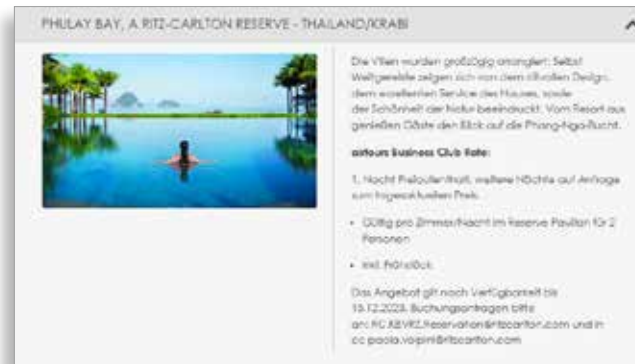 PHULAY BAY, A RITZ-CARLTON RESERVE - THAILAND/KRABI
Die Villen wurden großzügig arrangiert: Selbst
Weltgereiste zeigen sich von dem stilvollen Design,
dem exzellenten Service des Hauses, sowie
der Schönheit der Natur beeindruckt. Vom Resort aus
genießen Gäste den Blick auf die Phang-Nga-Bucht.
airtours Business Club Rate:
1. Nacht Freiaufenthalt, weitere Nächte auf Anfrage
zum tagesaktuellen Preis.
• Gültig pro Zimmer/Nacht im Reserve Pavilion für 2
Personen
• inkl. Frühstück
Das Angebot gilt nach Verfügbarkeit bis
15.12.2023. Buchungsanfragen bitte
an: RC.KBVRZ.Reservation@ritzcarlton.com und in
cc paola.volpini@ritzcarlton.com